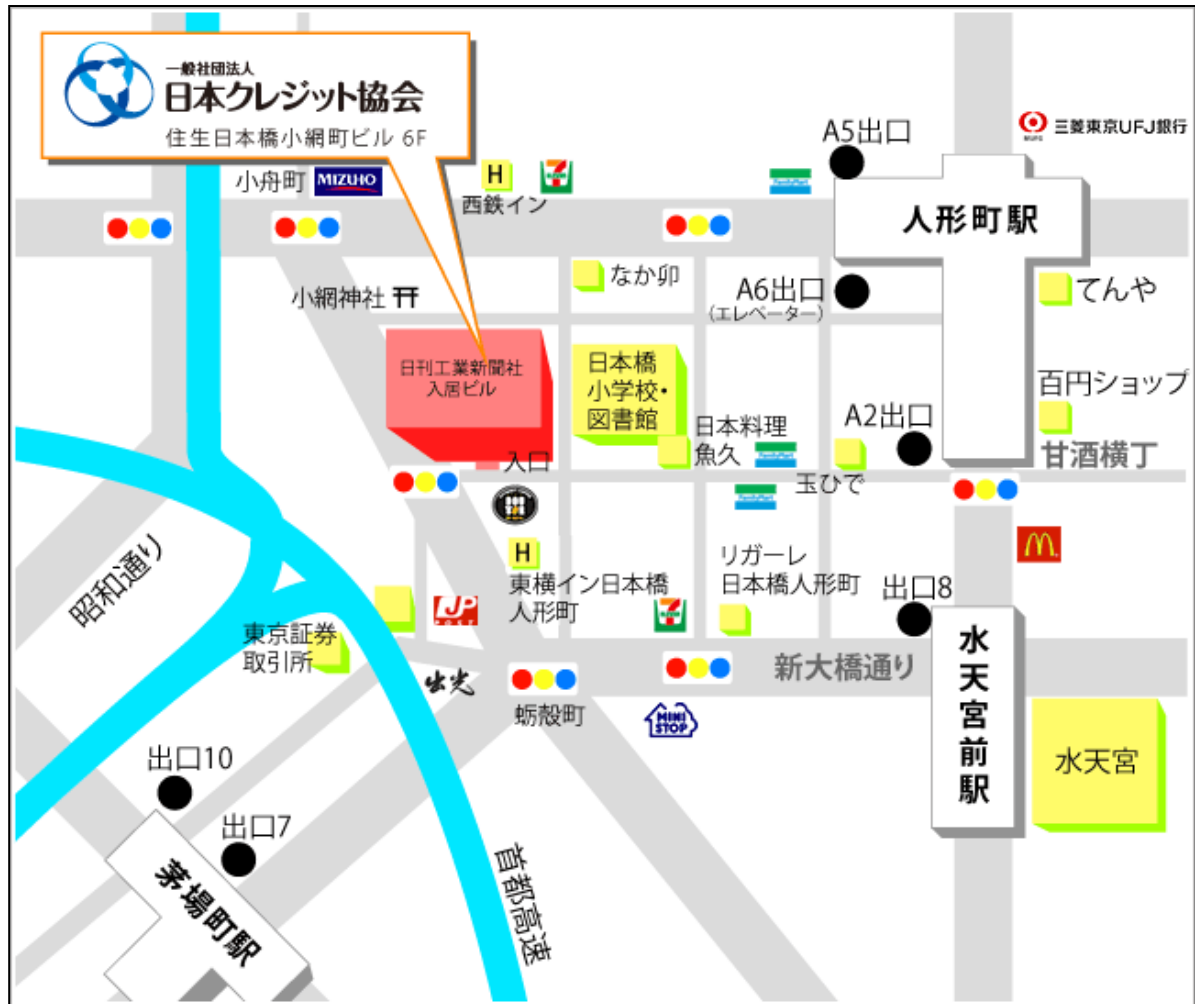 一般社団法人
日本クレジット協会
住生日本橋小網町ビル 6F
A5出口
三菱東京UFJ銀行
小舟町
MIZUHO
H
西鉄イン
人形町駅
なか卯
A6出口
(エレベーター)
てんや
小網神社
日刊工業新聞社
入居ビル
日本橋
小学校・
図書館
百円ショップ
日本料理
魚久
A2出口
甘酒横丁
入口
玉ひで
H
東横イン日本橋
人形町
リガーレ
日本橋人形町
出口8
昭和通り
JP
POST
東京証券
取引所
出光
新大橋通り
水天宮前駅
蛎殻町
MINI
STOP
水天宮
出口10
出口7
首都高速
茅場町駅